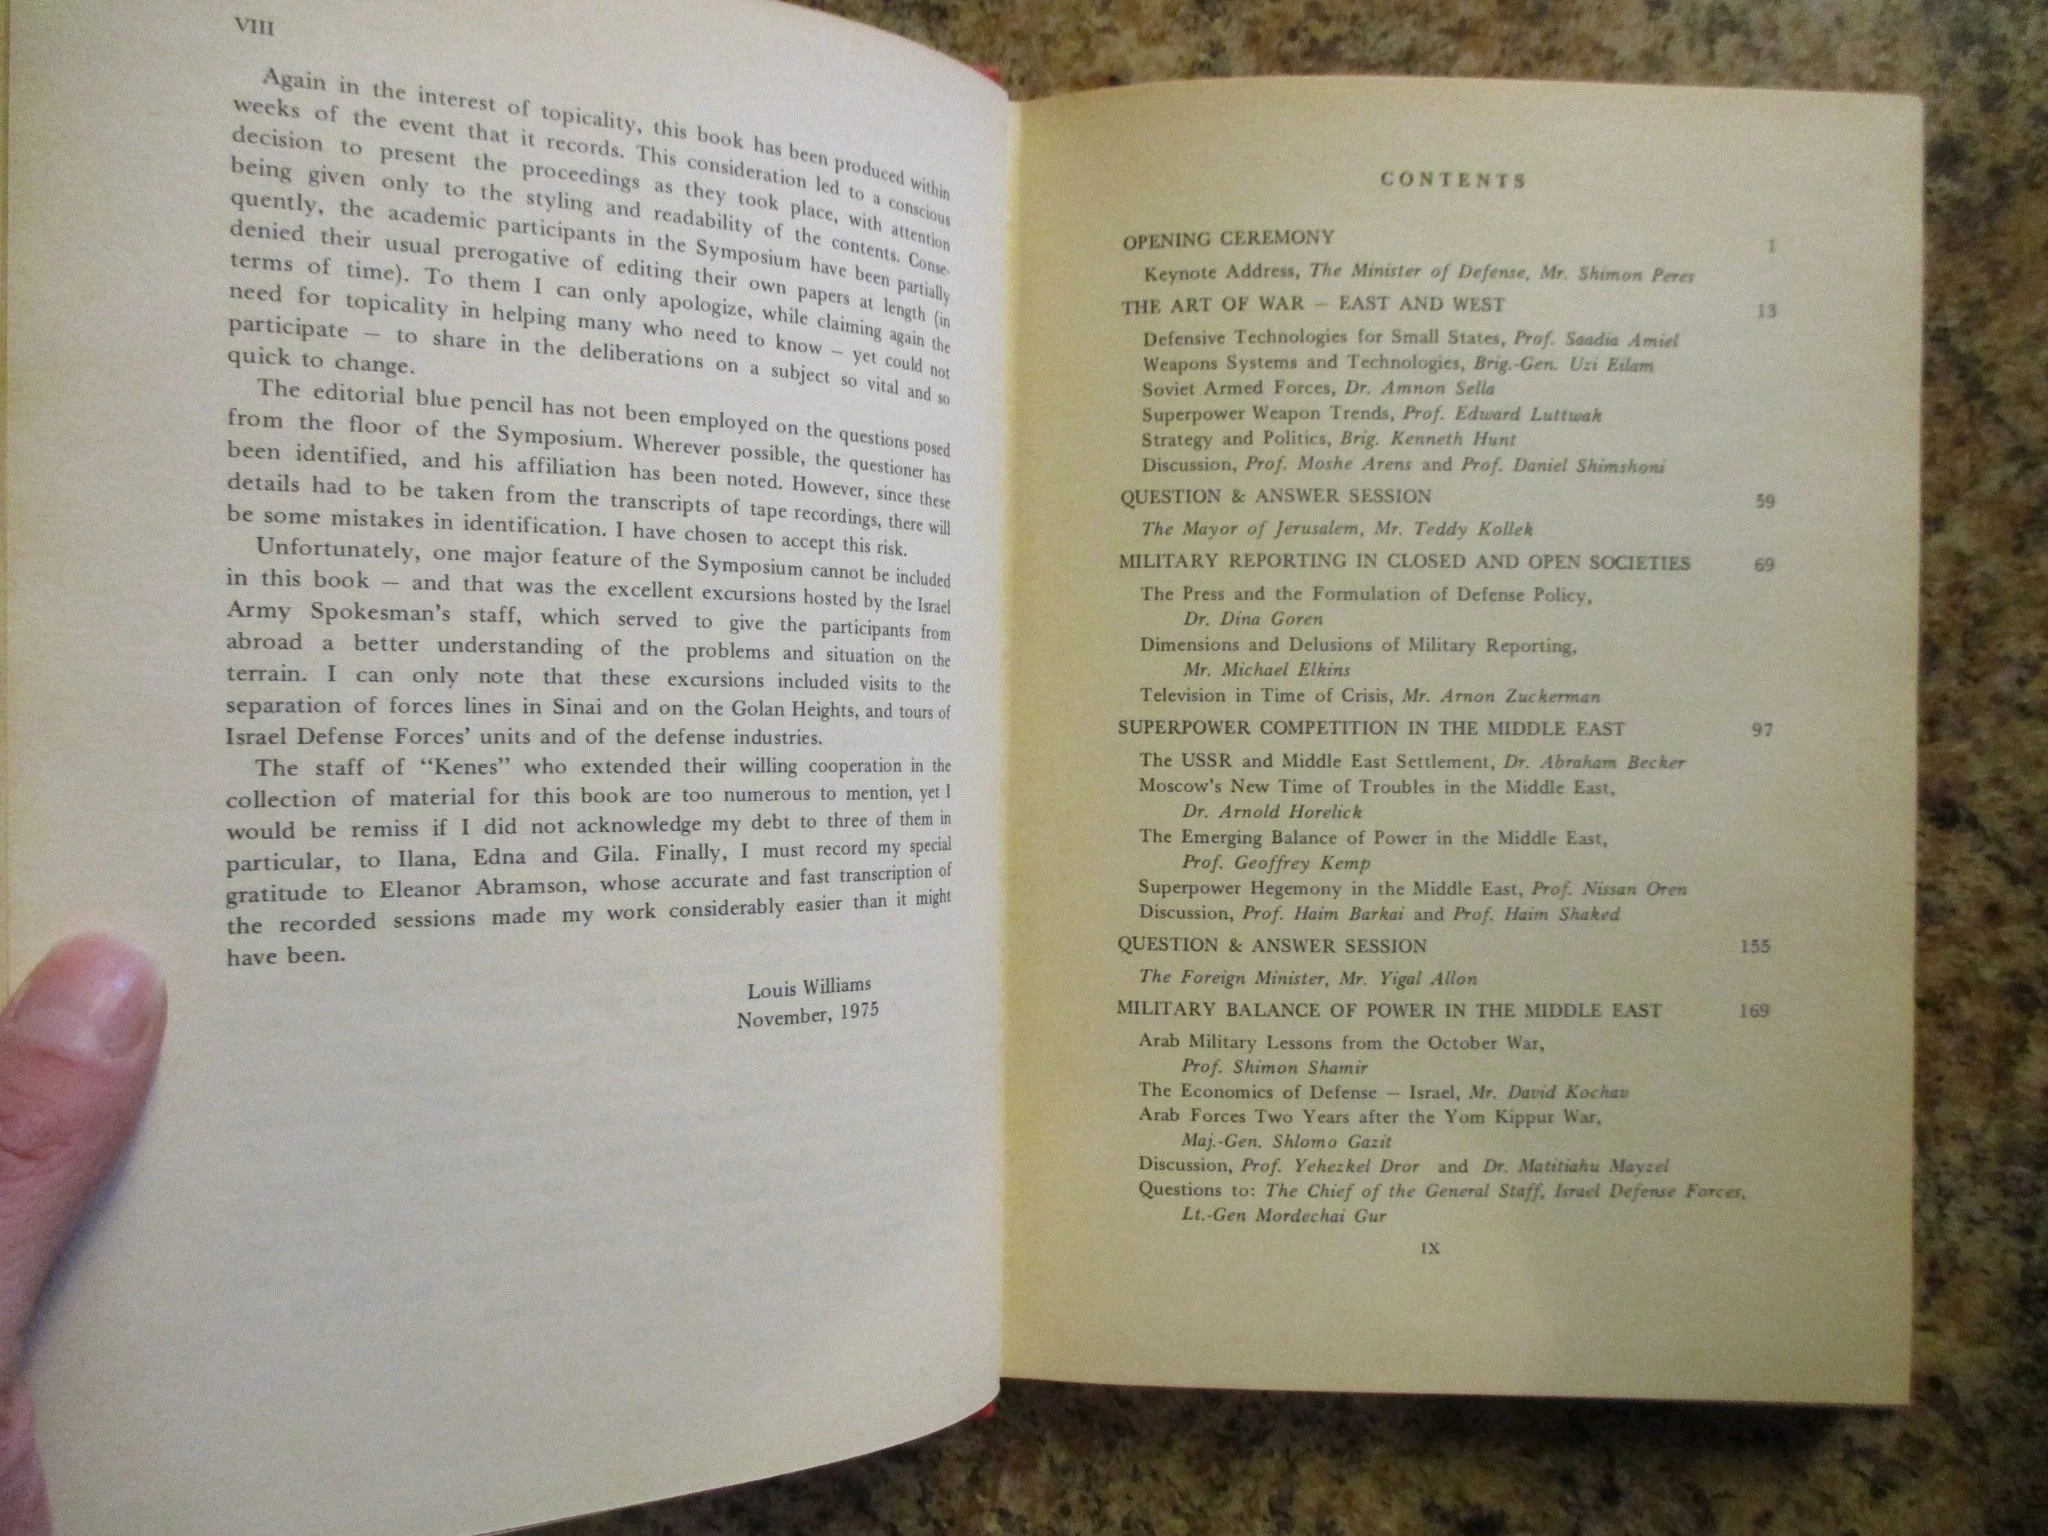 VIII
Again in the interest of topicality, this book has been produced within
weeks of the event that it records. This consideration led to a conscious
decision to present the proceedings as they took place, with attention
being given only to the styling and readability of the contents. Conse-
quently, the academic participants in the Symposium have been partially
denied their usual prerogative of editing their own papers at length (in
terms of time). To them I can only apologize, while claiming again the
need for topicality in helping many who need to know – yet could not
participate – to share in the deliberations on a subject so vital and so
quick to change.
The editorial blue pencil has not been employed on the questions posed
from the floor of the Symposium. Wherever possible, the questioner has
been identified, and his affiliation has been noted. However, since these
details had to be taken from the transcripts of tape recordings, there will
be some mistakes in identification. I have chosen to accept this risk.
Unfortunately, one major feature of the Symposium cannot be included
in this book – and that was the excellent excursions hosted by the Israel
Army Spokesman's staff, which served to give the participants from
abroad a better understanding of the problems and situation on the
terrain. I can only note that these excursions included visits to the
separation of forces lines in Sinai and on the Golan Heights, and tours of
Israel Defense Forces' units and of the defense industries.
The staff of "Kenes" who extended their willing cooperation in the
collection of material for this book are too numerous to mention, yet I
would be remiss if I did not acknowledge my debt to three of them in
particular, to Ilana, Edna and Gila. Finally, I must record my special
gratitude to Eleanor Abramson, whose accurate and fast transcription of
the recorded sessions made my work considerably easier than it might
have been.
Louis Williams
November, 1975
CONTENTS
OPENING CEREMONY 1
Keynote Address, The Minister of Defense, Mr. Shimon Peres
THE ART OF WAR – EAST AND WEST 13
Defensive Technologies for Small States, Prof. Saadia Amiel
Weapons Systems and Technologies, Brig.-Gen. Uzi Eilam
Soviet Armed Forces, Dr. Amnon Sella
Superpower Weapon Trends, Prof. Edward Luttwak
Strategy and Politics, Brig. Kenneth Hunt
Discussion, Prof. Moshe Arens and Prof. Daniel Shimshoni
QUESTION & ANSWER SESSION 59
The Mayor of Jerusalem, Mr. Teddy Kollek
MILITARY REPORTING IN CLOSED AND OPEN SOCIETIES 69
The Press and the Formulation of Defense Policy,
Dr. Dina Goren
Dimensions and Delusions of Military Reporting,
Mr. Michael Elkins
Television in Time of Crisis, Mr. Arnon Zuckerman
SUPERPOWER COMPETITION IN THE MIDDLE EAST 97
The USSR and Middle East Settlement, Dr. Abraham Becker
Moscow's New Time of Troubles in the Middle East,
Dr. Arnold Horelick
The Emerging Balance of Power in the Middle East,
Prof. Geoffrey Kemp
Superpower Hegemony in the Middle East, Prof. Nissan Oren
Discussion, Prof. Haim Barkai and Prof. Haim Shaked
QUESTION & ANSWER SESSION 155
The Foreign Minister, Mr. Yigal Allon
MILITARY BALANCE OF POWER IN THE MIDDLE EAST 169
Arab Military Lessons from the October War,
Prof. Shimon Shamir
The Economics of Defense – Israel, Mr. David Kochav
Arab Forces Two Years after the Yom Kippur War,
Maj.-Gen. Shlomo Gazit
Discussion, Prof. Yehezkel Dror and Dr. Matitiahu Mayzel
Questions to: The Chief of the General Staff, Israel Defense Forces,
Lt.-Gen Mordechai Gur
IX